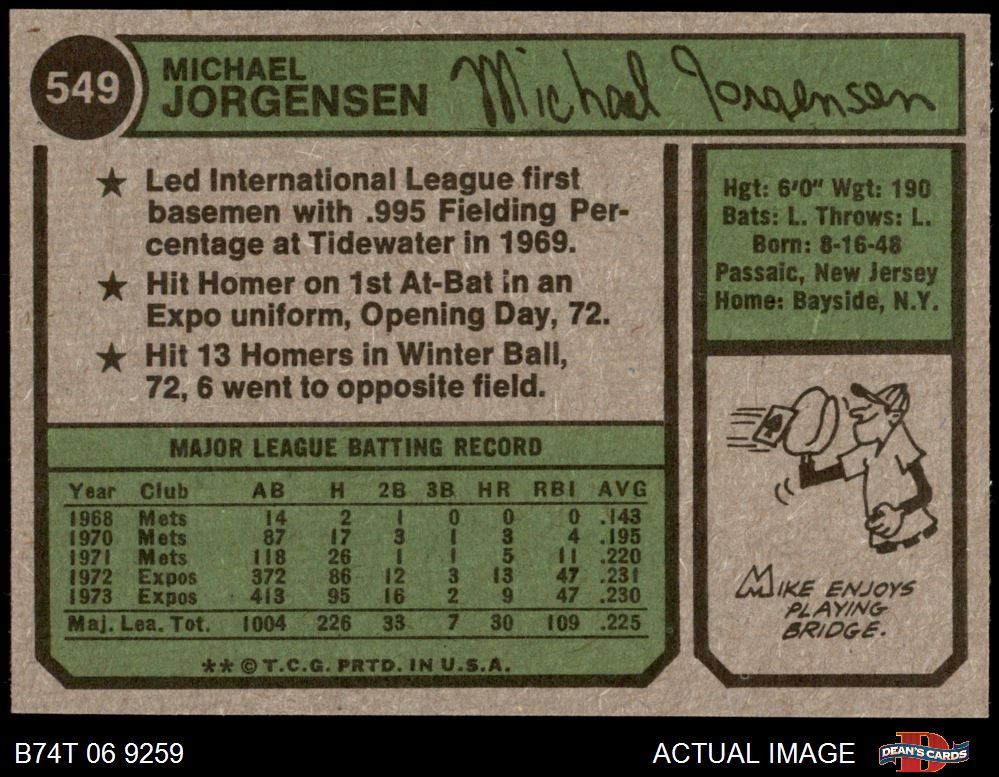 549
MICHAEL
JORGENSEN
Michael Jorgensen
★ Led International League first
basemen with .995 Fielding Per-
centage at Tidewater in 1969.
★ Hit Homer on 1st At-Bat in an
Expo uniform, Opening Day, 72.
★ Hit 13 Homers in Winter Ball,
72, 6 went to opposite field.
Hgt: 6'0" Wgt: 190
Bats: L. Throws: L.
Born: 8-16-48
Passaic, New Jersey
Home: Bayside, N.Y.
MAJOR LEAGUE BATTING RECORD
Year Club AB H 2B 3B HR RBI AVG
1968 Mets 14 2 1 0 0 0 .143
1970 Mets 87 17 3 1 3 4 .195
1971 Mets 118 26 1 1 5 11 .220
1972 Expos 372 86 12 3 13 47 .231
1973 Expos 413 95 16 2 9 47 .230
Maj. Lea. Tot. 1004 226 33 7 30 109 .225
** © T.C.G. PRTD. IN U.S.A.
MIKE ENJOYS
PLAYING
BRIDGE.
B74T 06 9259
ACTUAL IMAGE
D
DEAN'S CARDS